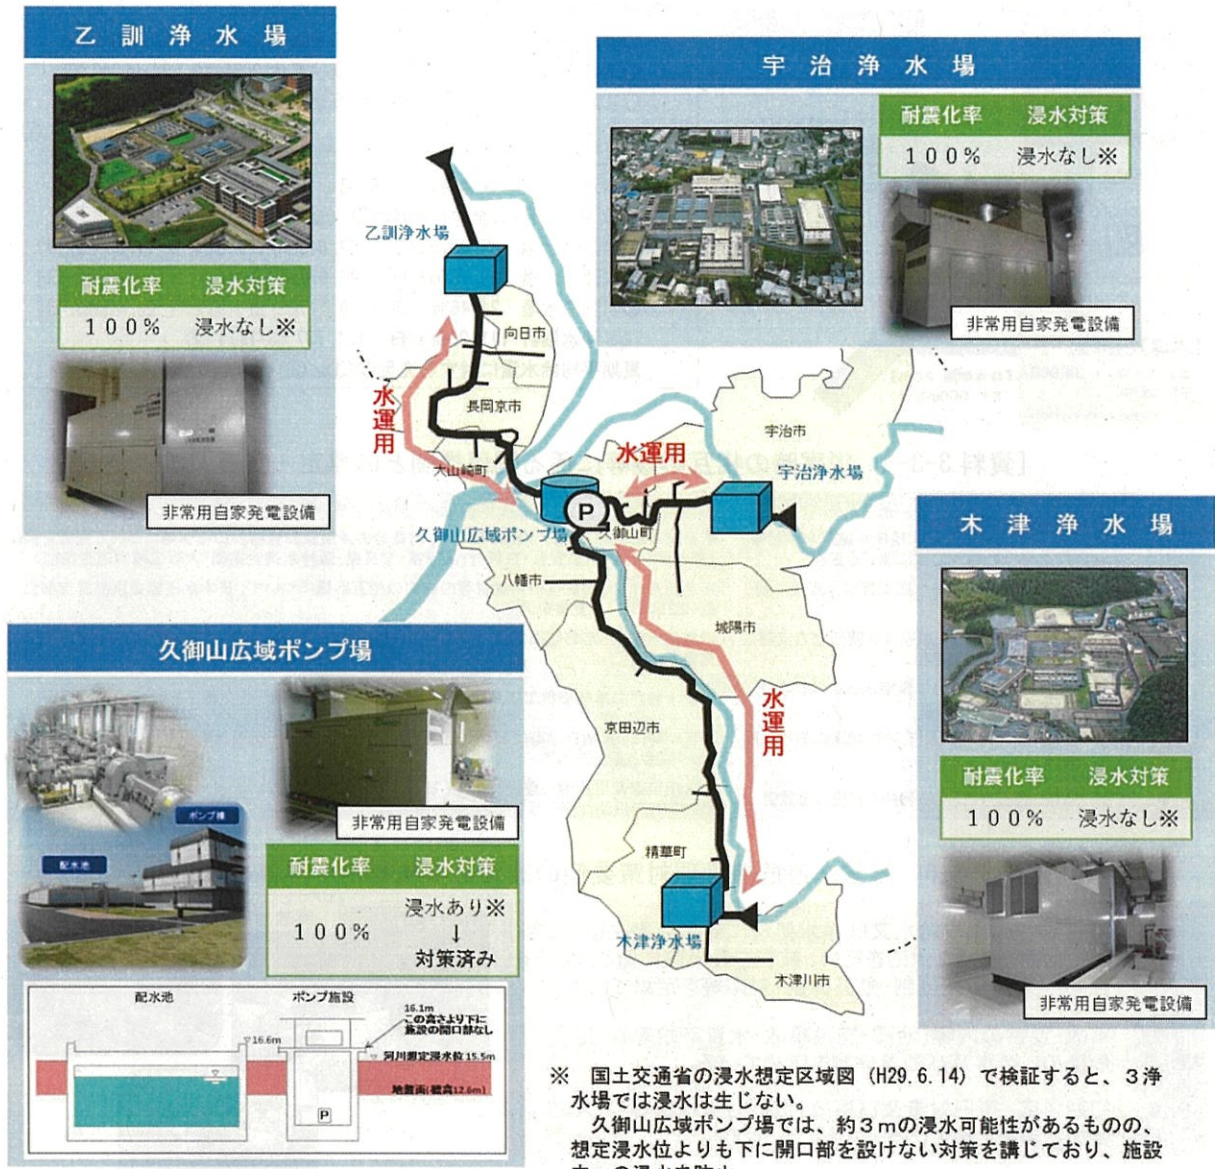 乙訓浄水場
耐震化率 浸水対策
100% 浸水なし※
非常用自家発電設備
宇治浄水場
耐震化率 浸水対策
100% 浸水なし※
非常用自家発電設備
乙訓浄水場
向日市
長岡京市
水運用
大山崎町
水運用
宇治市
宇治浄水場
P
久御山広域ポンプ場
久御山町
八幡市
城陽市
水運用
京田辺市
精華町
木津浄水場
木津川市
木津浄水場
耐震化率 浸水対策
100% 浸水なし※
非常用自家発電設備
久御山広域ポンプ場
ポンプ棟
配水池
非常用自家発電設備
耐震化率 浸水対策
100% 浸水あり※
↓
対策済み
配水池 ポンプ施設
16.1m
この高さより下に
施設の開口部なし
▽16.6m
河川想定浸水位15.5m
地盤面(標高12.6m)
P
※ 国土交通省の浸水想定区域図(H29.6.14)で検証すると、3浄
水場では浸水は生じない。
久御山広域ポンプ場では、約3mの浸水可能性があるものの、
想定浸水位よりも下に開口部を設けない対策を講じており、施設